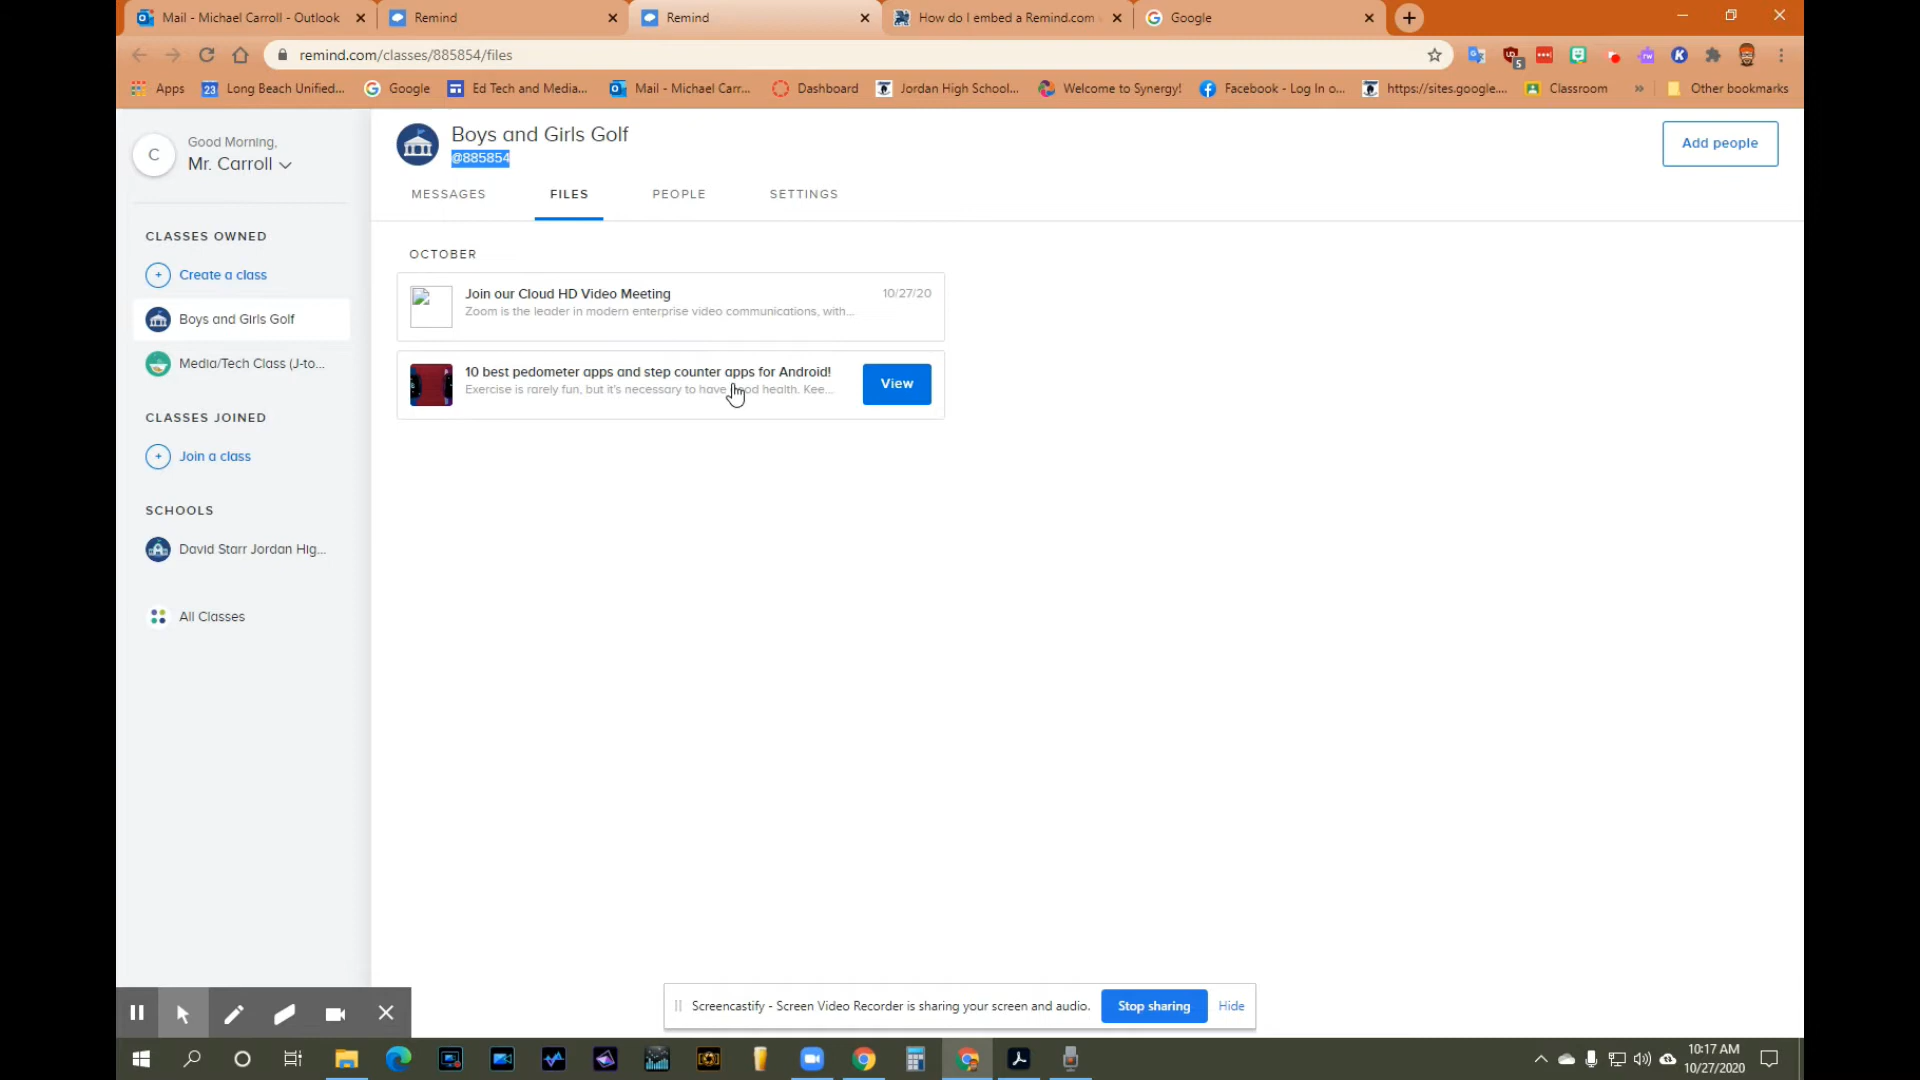 Mail - Michael Carroll - Outlook
Remind
Remind
How do I embed a Remind.com
Google
remind.com/classes/885854/files
5
Apps
23
Long Beach Unified...
Google
Ed Tech and Media...
Mail - Michael Carr...
Dashboard
Jordan High School...
Welcome to Synergy!
Facebook - Log In o...
https://sites.google....
Classroom
»
Other bookmarks
C
Good Morning,
Mr. Carroll
Boys and Girls Golf
@885854
Add people
MESSAGES
FILES
PEOPLE
SETTINGS
CLASSES OWNED
Create a class
Boys and Girls Golf
Media/Tech Class (J-to...
CLASSES JOINED
Join a class
SCHOOLS
David Starr Jordan Hig...
All Classes
OCTOBER
Join our Cloud HD Video Meeting
10/27/20
Zoom is the leader in modern enterprise video communications, with...
10 best pedometer apps and step counter apps for Android!
Exercise is rarely fun, but it's necessary to have good health. Kee...
View
Screencastify - Screen Video Recorder is sharing your screen and audio.
Stop sharing
Hide
10:17 AM
10/27/2020